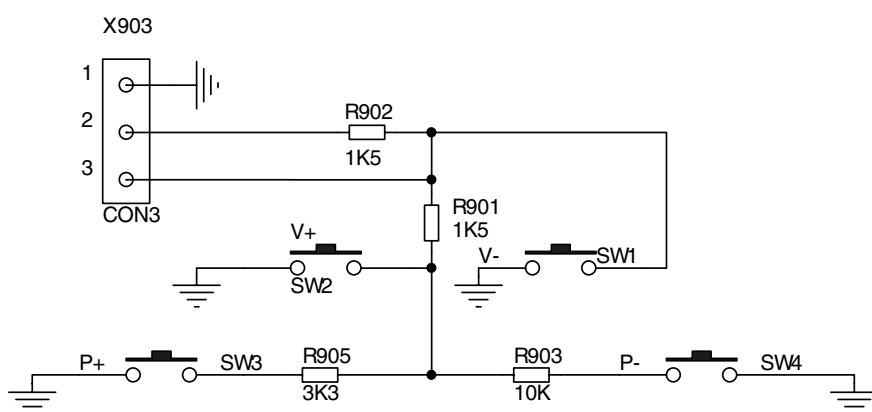 X903
1
2
3
CON3
R902
1K5
R901
1K5
V+
SW2
V-
SW1
P+
SW3
R905
3K3
R903
10K
P-
SW4